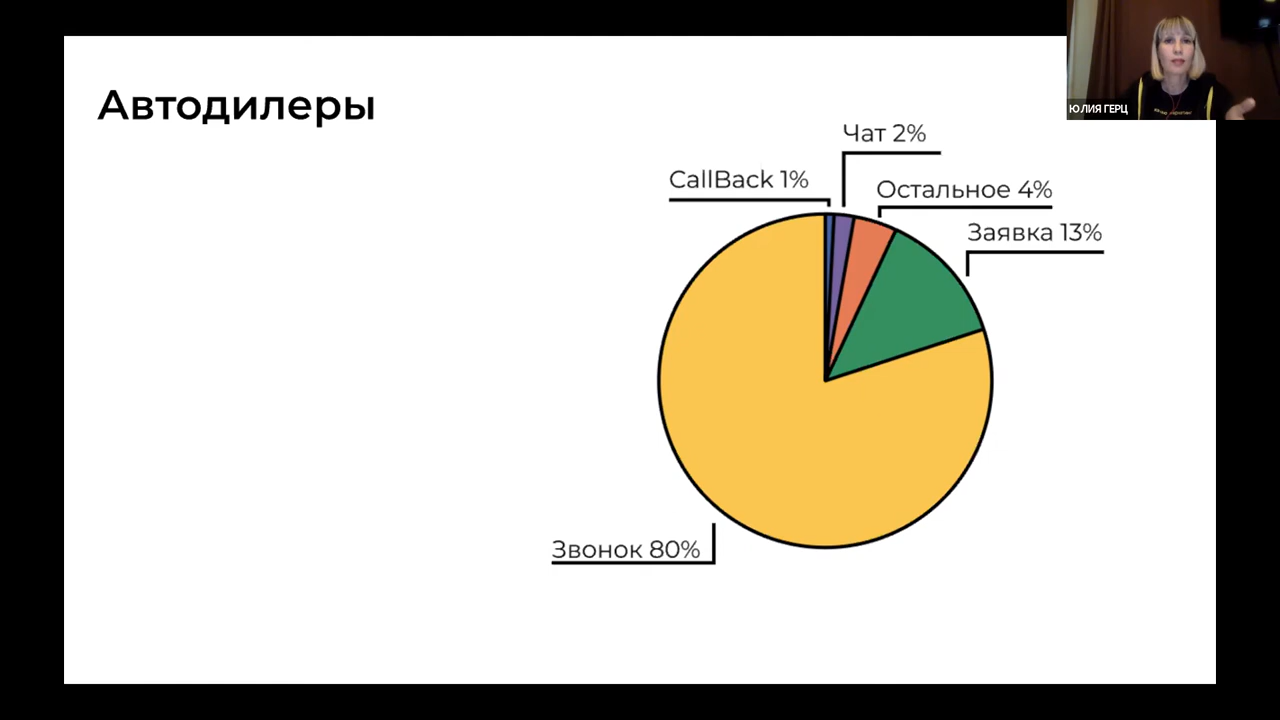 Автодилеры
ЮЛИЯ ГЕРЦ
Чат 2%
CallBack 1%
Остальное 4%
Заявка 13%
Звонок 80%